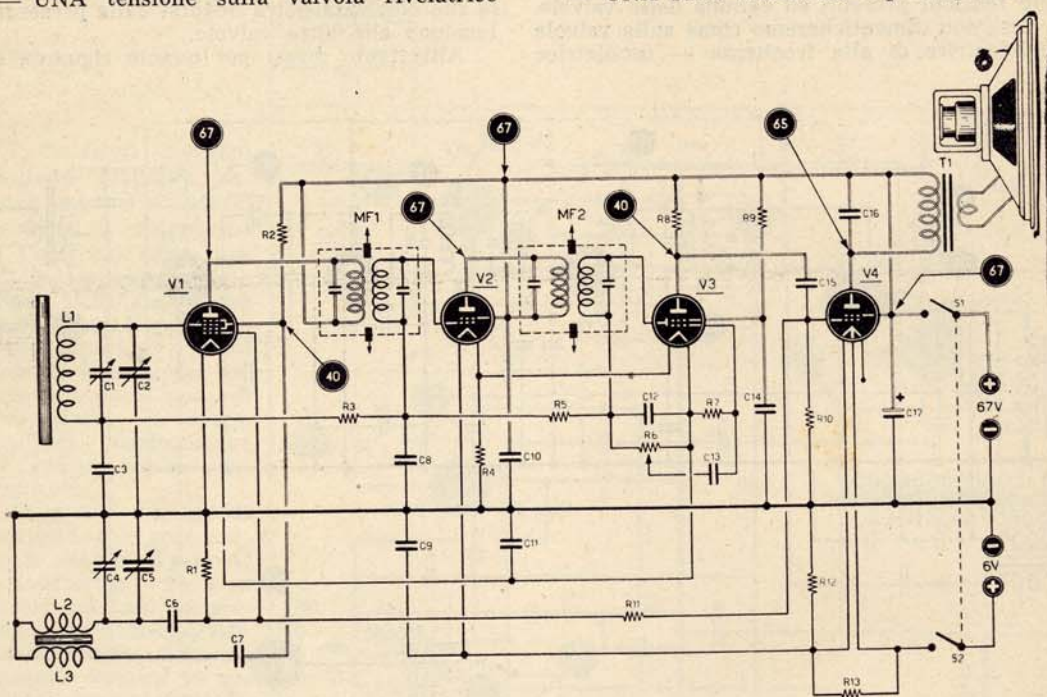 — UNA tensione sulla valvola rivelatrice
67
67
65
T1
C16
R2
MF1
67
MF2
40
R8
R9
67
V1
V2
V3
C15
V4
S1
L1
C1
C2
40
67V
R3
R5
C12
R7
C14
R10
C17
R6
C3
C8
R4
C10
C13
6V
C4
C5
R1
C9
C11
R12
L2
C6
R11
S2
L3
C7
R13